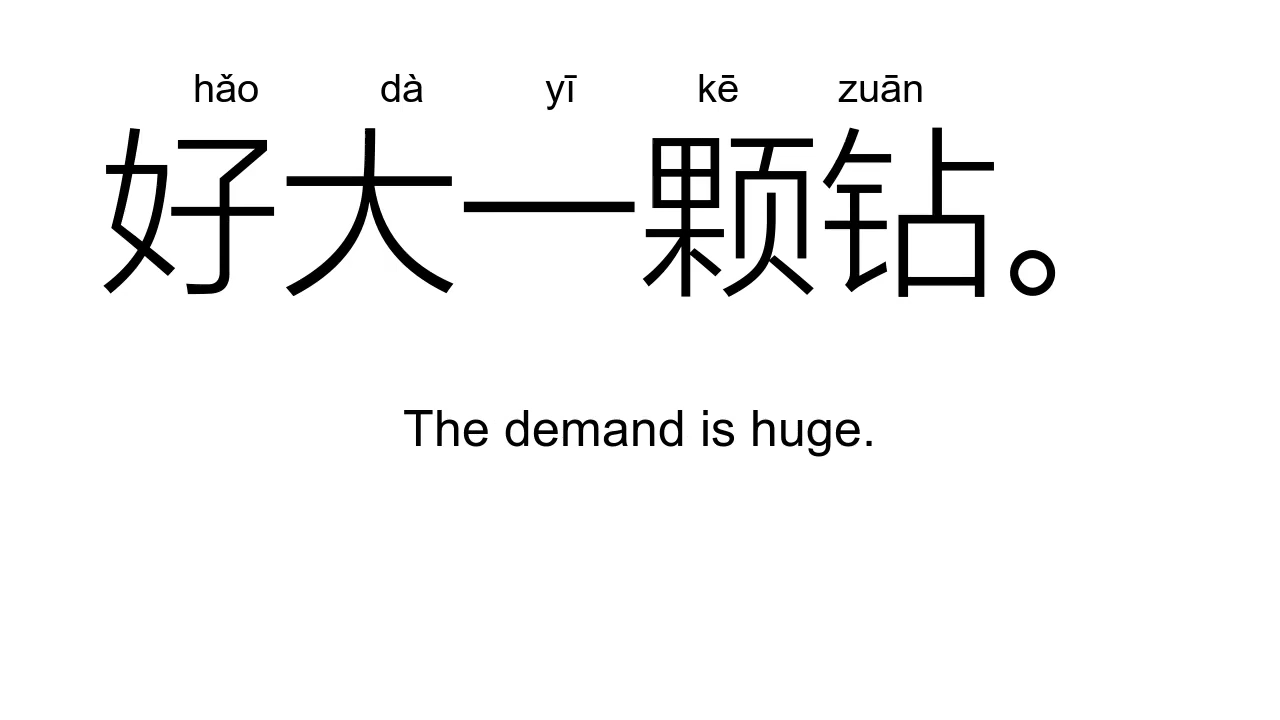 hǎo dà yī kē zuān
好大一颗钻。
The demand is huge.